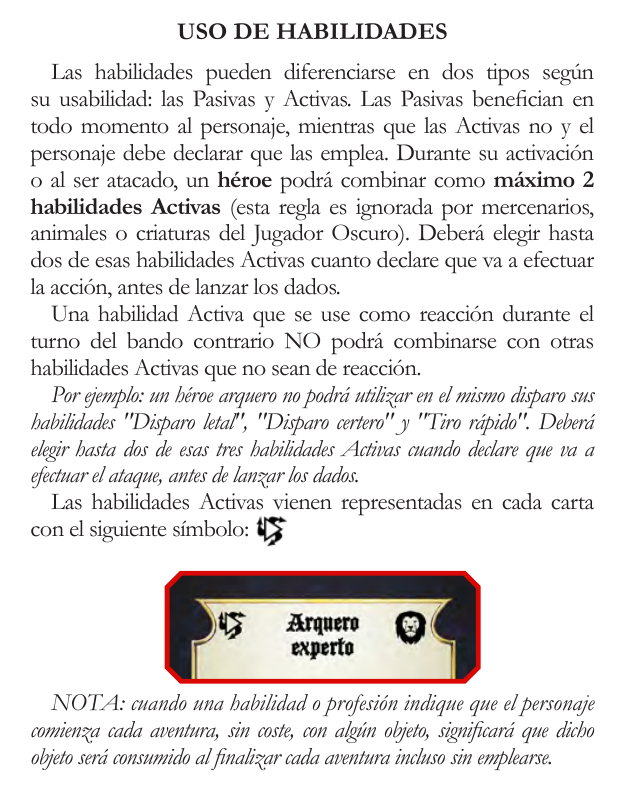 USO DE HABILIDADES
Las habilidades pueden diferenciarse en dos tipos según
su usabilidad: las Pasivas y Activas. Las Pasivas benefician en
todo momento al personaje, mientras que las Activas no y el
personaje debe declarar que las emplea. Durante su activación
o al ser atacado, un héroe podrá combinar como máximo 2
habilidades Activas (esta regla es ignorada por mercenarios,
animales o criaturas del Jugador Oscuro). Deberá elegir hasta
dos de esas habilidades Activas cuanto declare que va a efectuar
la acción, antes de lanzar los dados.
Una habilidad Activa que se use como reacción durante el
turno del bando contrario NO podrá combinarse con otras
habilidades Activas que no sean de reacción.
Por ejemplo: un héroe arquero no podrá utilizar en el mismo disparo sus
habilidades "Disparo letal", "Disparo certero" y "Tiro rápido". Deberá
elegir hasta dos de esas tres habilidades Activas cuando declare que va a
efectuar el ataque, antes de lanzar los dados.
Las habilidades Activas vienen representadas en cada carta
con el siguiente símbolo:
Arquero
experto
NOTA: cuando una habilidad o profesión indique que el personaje
comienza cada aventura, sin coste, con algún objeto, significará que dicho
objeto será consumido al finalizar cada aventura incluso sin emplearse.